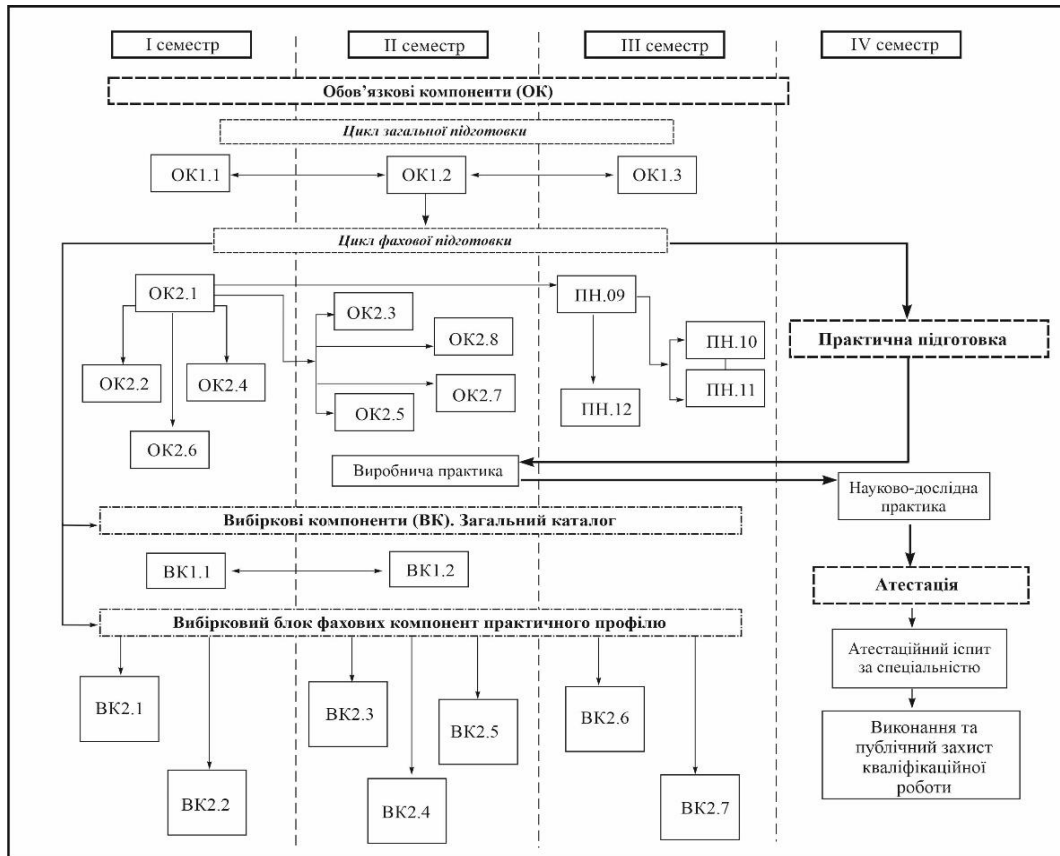 I семестр
II семестр
III семестр
IV семестр
Обов’язкові компоненти (ОК)
Цикл загальної підготовки
ОК1.1
ОК1.2
ОК1.3
Цикл фахової підготовки
ОК2.1
ОК2.3
ПН.09
ОК2.8
ПН.10
Практична підготовка
ОК2.2
ОК2.4
ОК2.7
ПН.11
ОК2.5
ПН.12
ОК2.6
Виробнича практика
Науково-дослідна
практика
Вибіркові компоненти (ВК). Загальний каталог
ВК1.1
ВК1.2
Атестація
Вибірковий блок фахових компонент практичного профілю
Атестаційний іспит
за спеціальністю
ВК2.1
ВК2.3
ВК2.5
ВК2.6
Виконання та
публічний захист
кваліфікаційної
роботи
ВК2.2
ВК2.4
ВК2.7